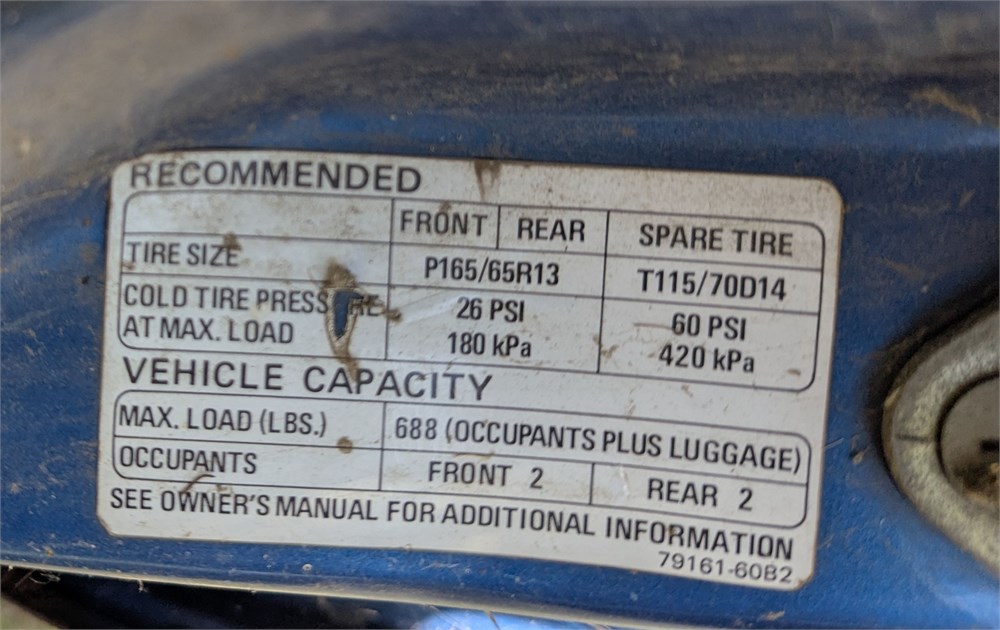 RECOMMENDED
FRONT REAR SPARE TIRE
TIRE SIZE P165/65R13 T115/70D14
COLD TIRE PRESS RE 26 PSI 60 PSI
AT MAX. LOAD 180 kPa 420 kPa
VEHICLE CAPACITY
MAX. LOAD (LBS.) 688 (OCCUPANTS PLUS LUGGAGE)
OCCUPANTS FRONT 2 REAR 2
SEE OWNER'S MANUAL FOR ADDITIONAL INFORMATION
79161-60B2